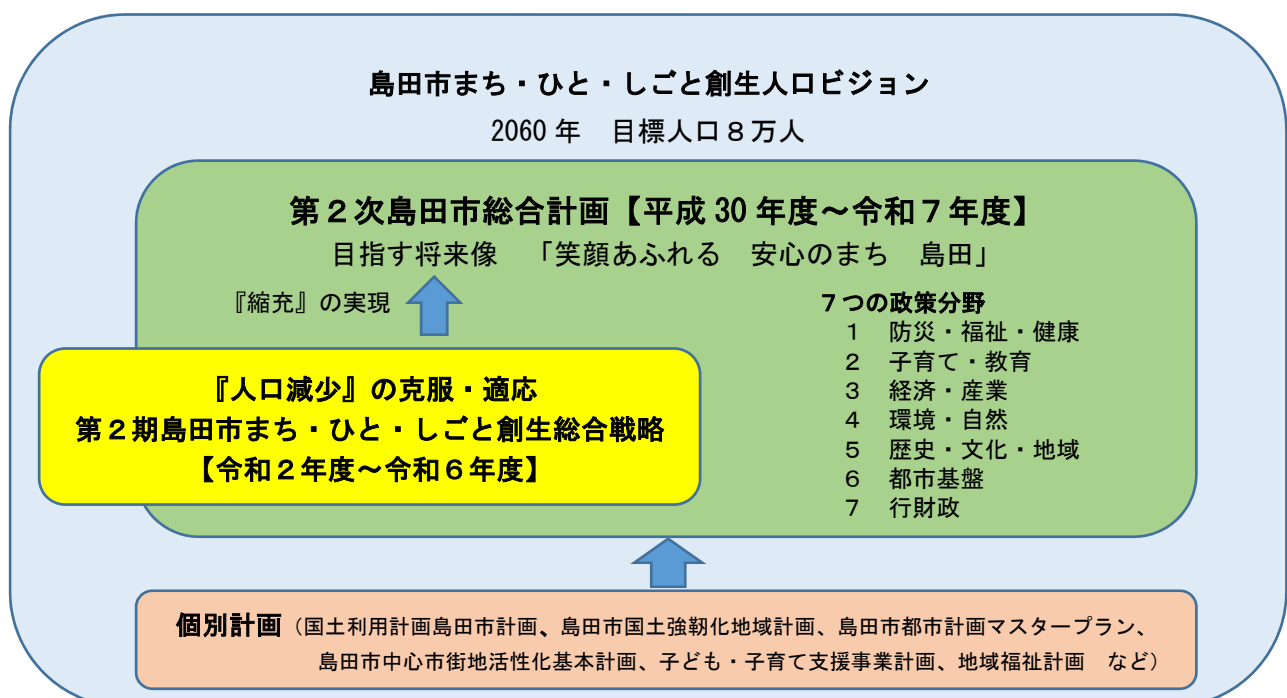 島田市まち・ひと・しごと創生人口ビジョン
2060 年　目標人口８万人
第２次島田市総合計画【平成 30 年度～令和７年度】
目指す将来像　「笑顔あふれる　安心のまち　島田」
『縮充』の実現
『人口減少』の克服・適応
第２期島田市まち・ひと・しごと創生総合戦略
【令和２年度～令和６年度】
７つの政策分野
１　防災・福祉・健康
２　子育て・教育
３　経済・産業
４　環境・自然
５　歴史・文化・地域
６　都市基盤
７　行財政
個別計画（国土利用計画島田市計画、島田市国土強靭化地域計画、島田市都市計画マスタープラン、
島田市中心市街地活性化基本計画、子ども・子育て支援事業計画、地域福祉計画　など）